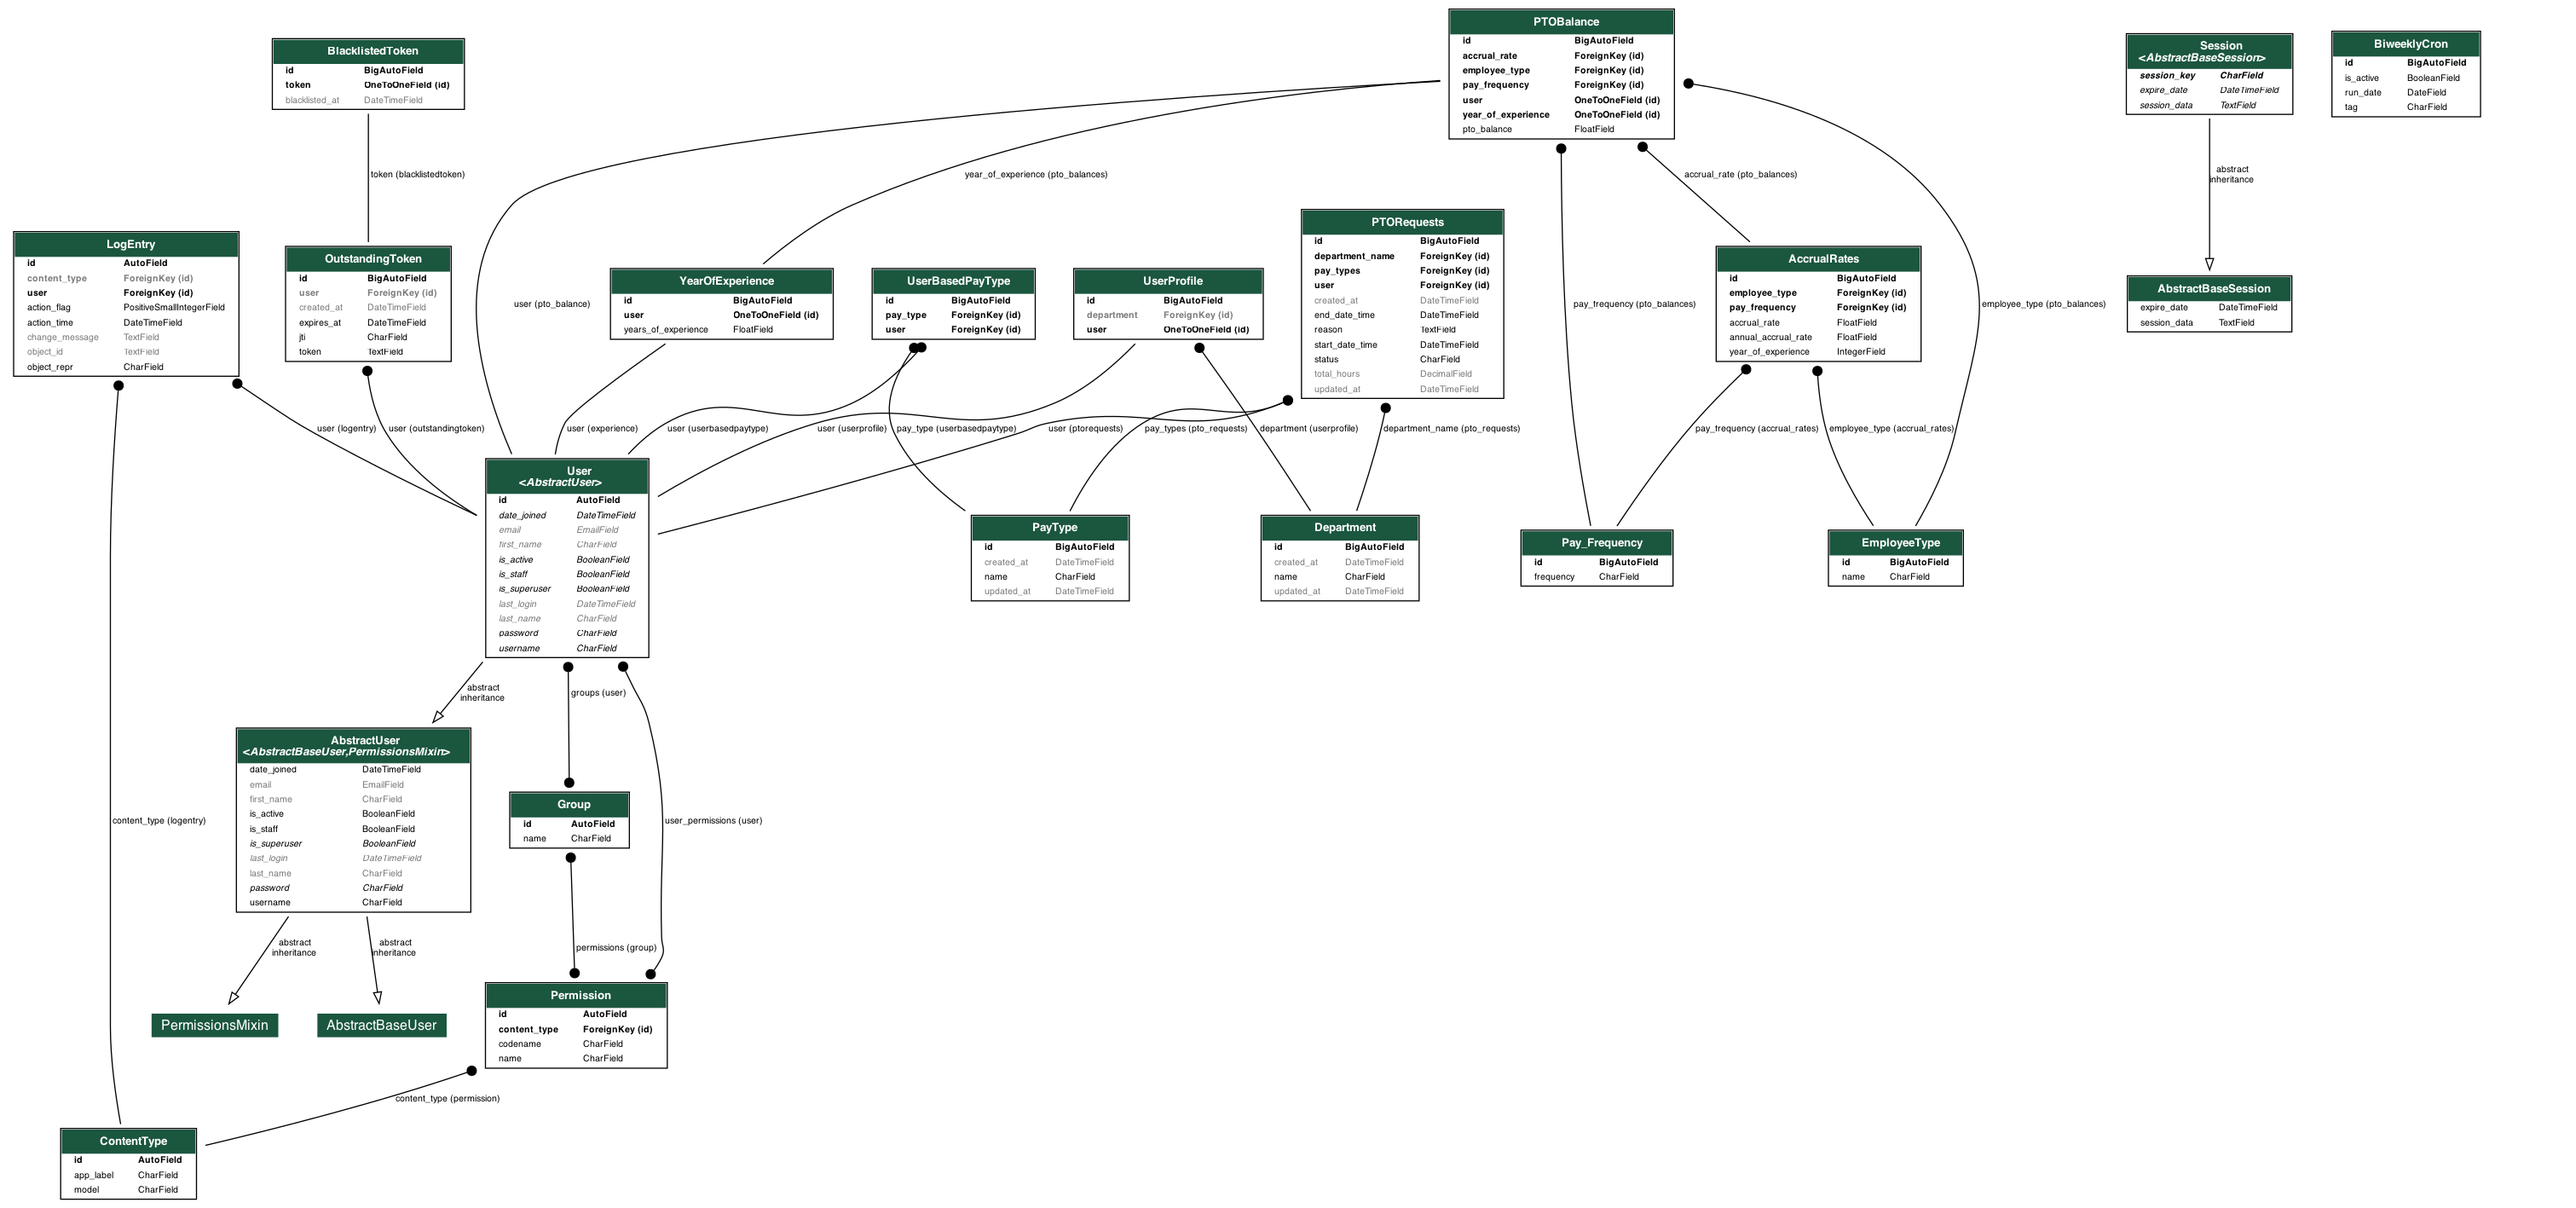 BlacklistedToken
id BigAutoField
token OneToOneField (id)
blacklisted_at DateTimeField
PTOBalance
id BigAutoField
accrual_rate ForeignKey (id)
employee_type ForeignKey (id)
pay_frequency ForeignKey (id)
user OneToOneField (id)
year_of_experience OneToOneField (id)
pto_balance FloatField
Session
<AbstractBaseSession>
session_key CharField
expire_date DateTimeField
session_data TextField
BiweeklyCron
id BigAutoField
is_active BooleanField
run_date DateField
tag CharField
token (blacklistedtoken)
year_of_experience (pto_balances)
accrual_rate (pto_balances)
abstract
inheritance
LogEntry
id AutoField
content_type ForeignKey (id)
user ForeignKey (id)
action_flag PositiveSmallIntegerField
action_time DateTimeField
change_message TextField
object_id TextField
object_repr CharField
OutstandingToken
id BigAutoField
user ForeignKey (id)
created_at DateTimeField
expires_at DateTimeField
jti CharField
token TextField
user (pto_balance)
YearOfExperience
id BigAutoField
user OneToOneField (id)
years_of_experience FloatField
UserBasedPayType
id BigAutoField
pay_type ForeignKey (id)
user ForeignKey (id)
UserProfile
id BigAutoField
department ForeignKey (id)
user OneToOneField (id)
PTORequests
id BigAutoField
department_name ForeignKey (id)
pay_types ForeignKey (id)
user ForeignKey (id)
created_at DateTimeField
end_date_time DateTimeField
reason TextField
start_date_time DateTimeField
status CharField
total_hours DecimalField
updated_at DateTimeField
pay_frequency (pto_balances)
AccrualRates
id BigAutoField
employee_type ForeignKey (id)
pay_frequency ForeignKey (id)
accrual_rate FloatField
annual_accrual_rate FloatField
year_of_experience IntegerField
employee_type (pto_balances)
AbstractBaseSession
expire_date DateTimeField
session_data TextField
user (logentry)
user (outstandingtoken)
user (experience)
user (userbasedpaytype)
user (userprofile)
pay_type (userbasedpaytype)
user (ptorequests)
pay_types (pto_requests)
department (userprofile)
department_name (pto_requests)
pay_frequency (accrual_rates)
employee_type (accrual_rates)
User
<AbstractUser>
id AutoField
date_joined DateTimeField
email EmailField
first_name CharField
is_active BooleanField
is_staff BooleanField
is_superuser BooleanField
last_login DateTimeField
last_name CharField
password CharField
username CharField
PayType
id BigAutoField
created_at DateTimeField
name CharField
updated_at DateTimeField
Department
id BigAutoField
created_at DateTimeField
name CharField
updated_at DateTimeField
Pay_Frequency
id BigAutoField
frequency CharField
EmployeeType
id BigAutoField
name CharField
abstract
inheritance
groups (user)
AbstractUser
<AbstractBaseUser,PermissionsMixin>
date_joined DateTimeField
email EmailField
first_name CharField
is_active BooleanField
is_staff BooleanField
is_superuser BooleanField
last_login DateTimeField
last_name CharField
password CharField
username CharField
Group
id AutoField
name CharField
content_type (logentry)
user_permissions (user)
abstract
inheritance
abstract
inheritance
permissions (group)
PermissionsMixin
AbstractBaseUser
Permission
id AutoField
content_type ForeignKey (id)
codename CharField
name CharField
content_type (permission)
ContentType
id AutoField
app_label CharField
model CharField